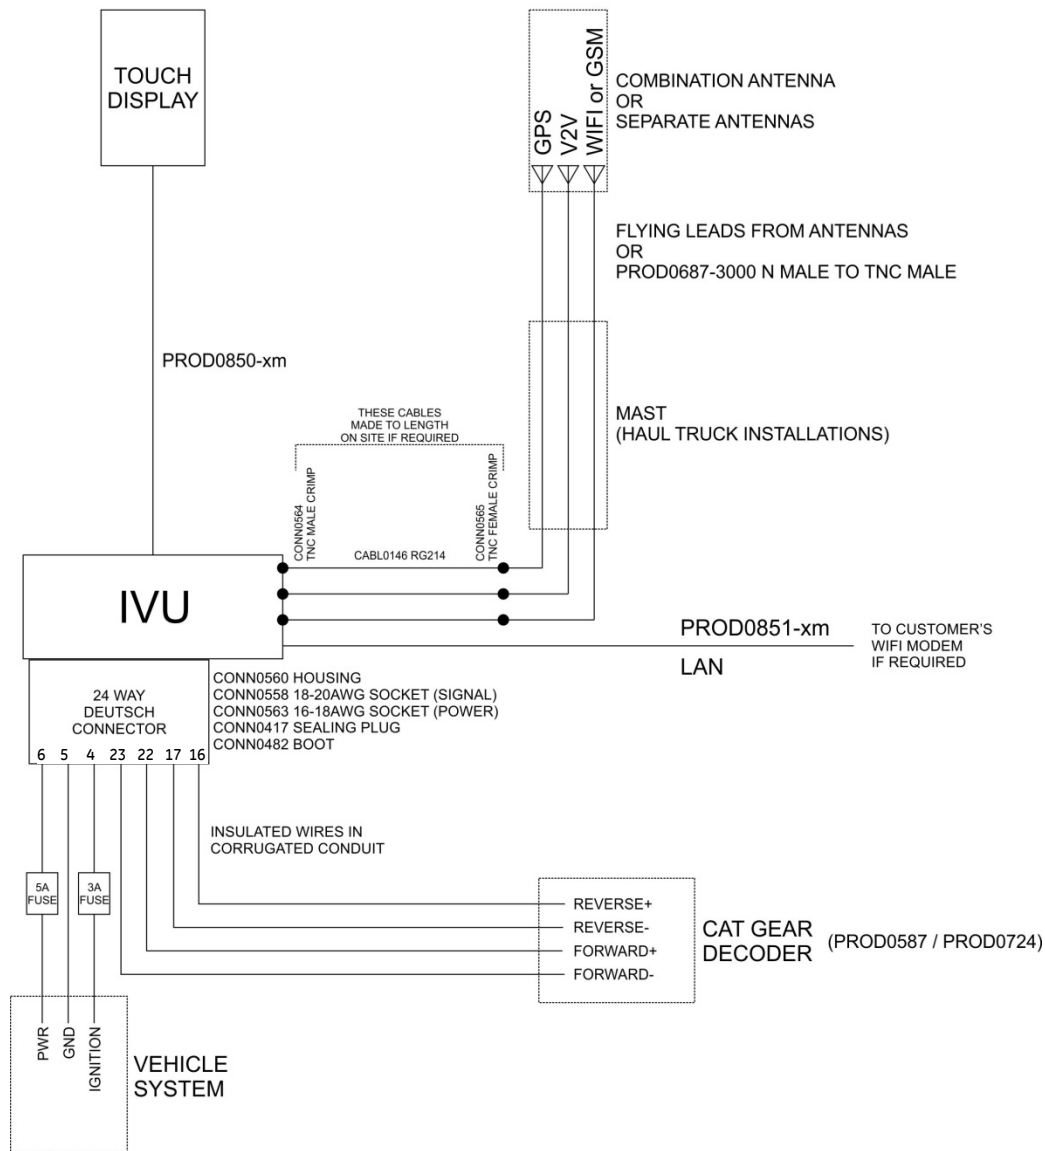 TOUCH
DISPLAY
GPS
V2V
WIFI or GSM
COMBINATION ANTENNA
OR
SEPARATE ANTENNAS
FLYING LEADS FROM ANTENNAS
OR
PROD0687-3000 N MALE TO TNC MALE
PROD0850-xm
MAST
(HAUL TRUCK INSTALLATIONS)
THESE CABLES
MADE TO LENGTH
ON SITE IF REQUIRED
CONN0564
TNC MALE CRIMP
CONN0565
TNC FEMALE CRIMP
CABL0146 RG214
IVU
PROD0851-xm
LAN
TO CUSTOMER'S
WIFI MODEM
IF REQUIRED
24 WAY
DEUTSCH
CONNECTOR
CONN0560 HOUSING
CONN0558 18-20AWG SOCKET (SIGNAL)
CONN0563 16-18AWG SOCKET (POWER)
CONN0417 SEALING PLUG
CONN0482 BOOT
6 5 4 23 22 17 16
INSULATED WIRES IN
CORRUGATED CONDUIT
5A
FUSE
3A
FUSE
REVERSE+
REVERSE-
FORWARD+
FORWARD-
CAT GEAR
DECODER
(PROD0587 / PROD0724)
PWR
GND
IGNITION
VEHICLE
SYSTEM